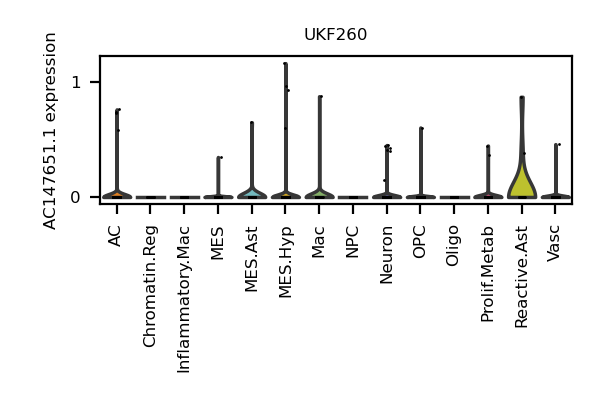 UKF260
AC147651.1 expression
1
0
AC
Chromatin.Reg
Inflammatory.Mac
MES
MES.Ast
MES.Hyp
Mac
NPC
Neuron
OPC
Oligo
Prolif.Metab
Reactive.Ast
Vasc